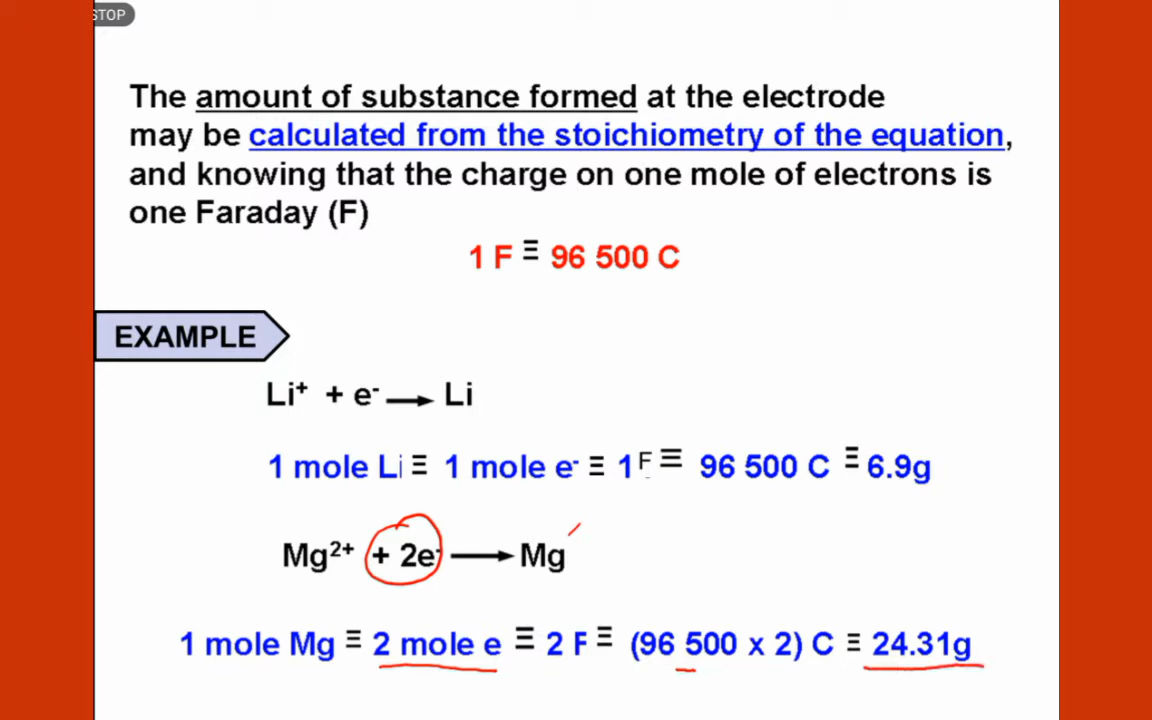 STOP
The amount of substance formed at the electrode
may be calculated from the stoichiometry of the equation,
and knowing that the charge on one mole of electrons is
one Faraday (F)
1 F ≡ 96 500 C
EXAMPLE
Li⁺ + e⁻ → Li
1 mole Li ≡ 1 mole e⁻ ≡ 1 F ≡ 96 500 C ≡ 6.9g
Mg²⁺ + 2e⁻ → Mg
1 mole Mg ≡ 2 mole e ≡ 2 F ≡ (96 500 x 2) C ≡ 24.31g